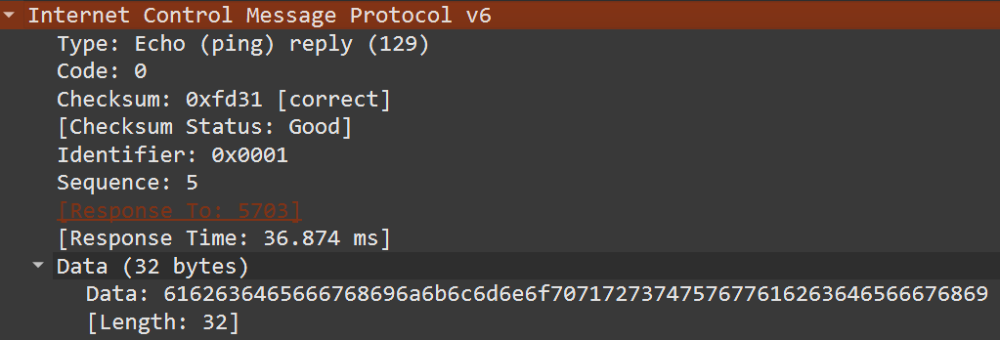 Internet Control Message Protocol v6
Type: Echo (ping) reply (129)
Code: 0
Checksum: 0xfd31 [correct]
[Checksum Status: Good]
Identifier: 0x0001
Sequence: 5
[Response To: 5703]
[Response Time: 36.874 ms]
Data (32 bytes)
Data: 6162636465666768696a6b6c6d6e6f7071727374757677616263646566676869
[Length: 32]